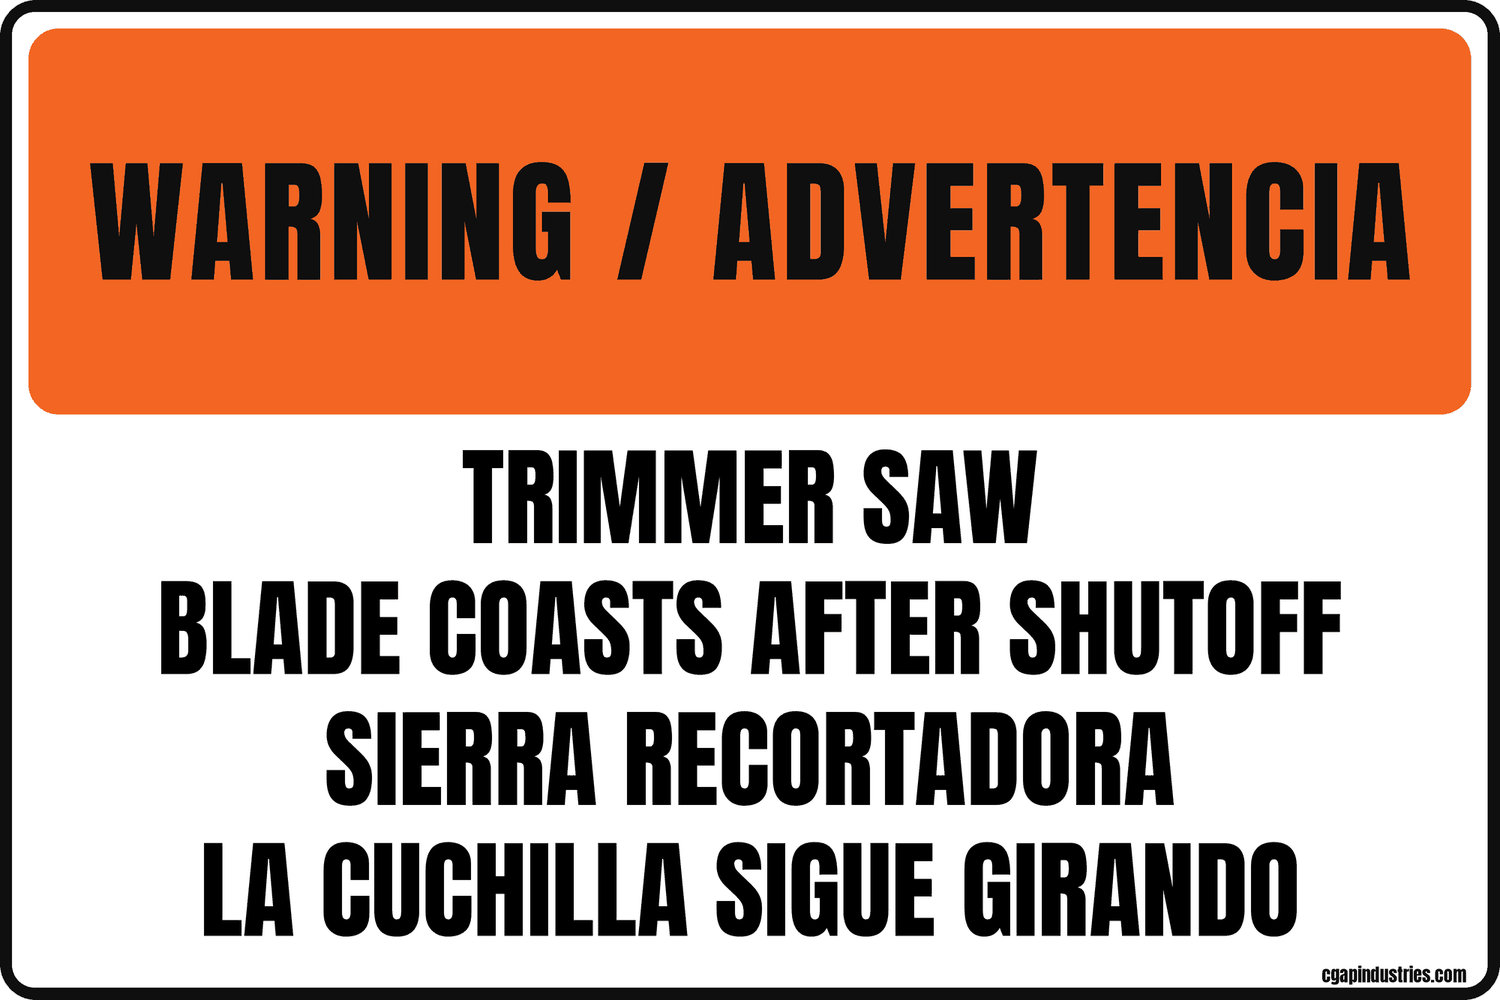 WARNING / ADVERTENCIA
TRIMMER SAW
BLADE COASTS AFTER SHUTOFF
SIERRA RECORTADORA
LA CUCHILLA SIGUE GIRANDO
cgapindustries.com